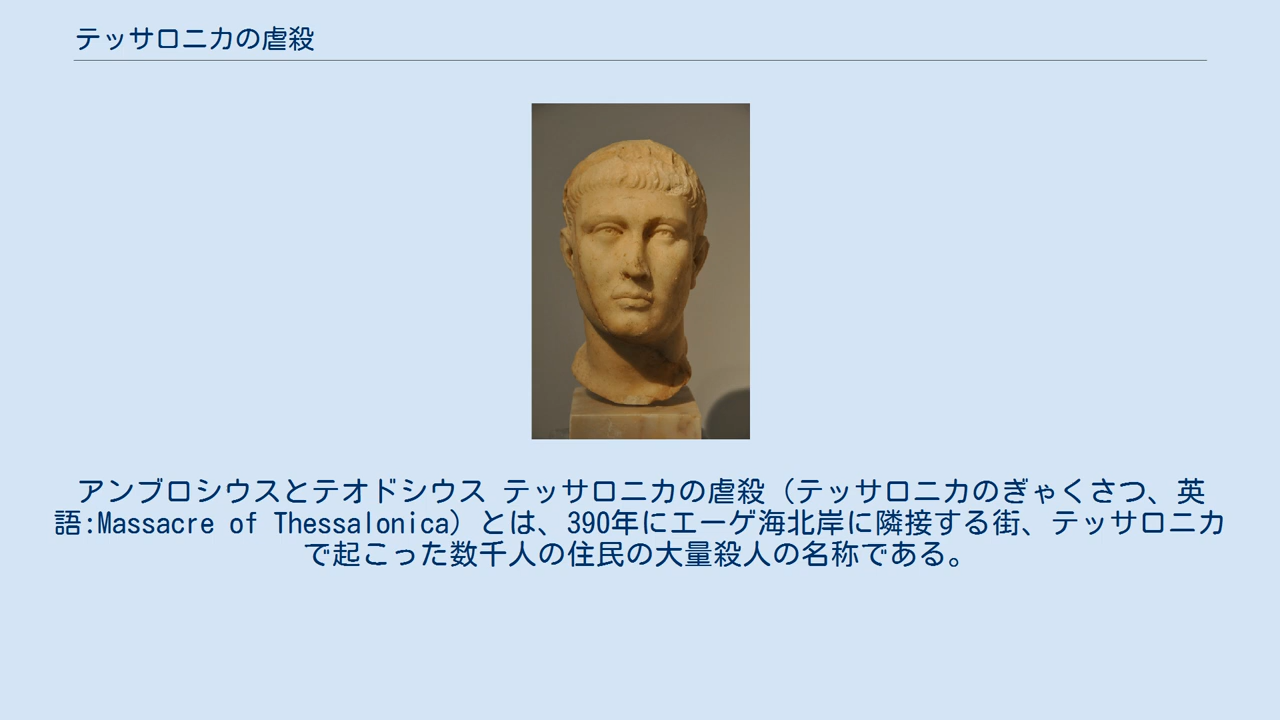 テッサロニカの虐殺
アンブロシウスとテオドシウス テッサロニカの虐殺（テッサロニカのぎゃくさつ、英
語:Massacre of Thessalonica）とは、390年にエーゲ海北岸に隣接する街、テッサロニカ
で起こった数千人の住民の大量殺人の名称である。